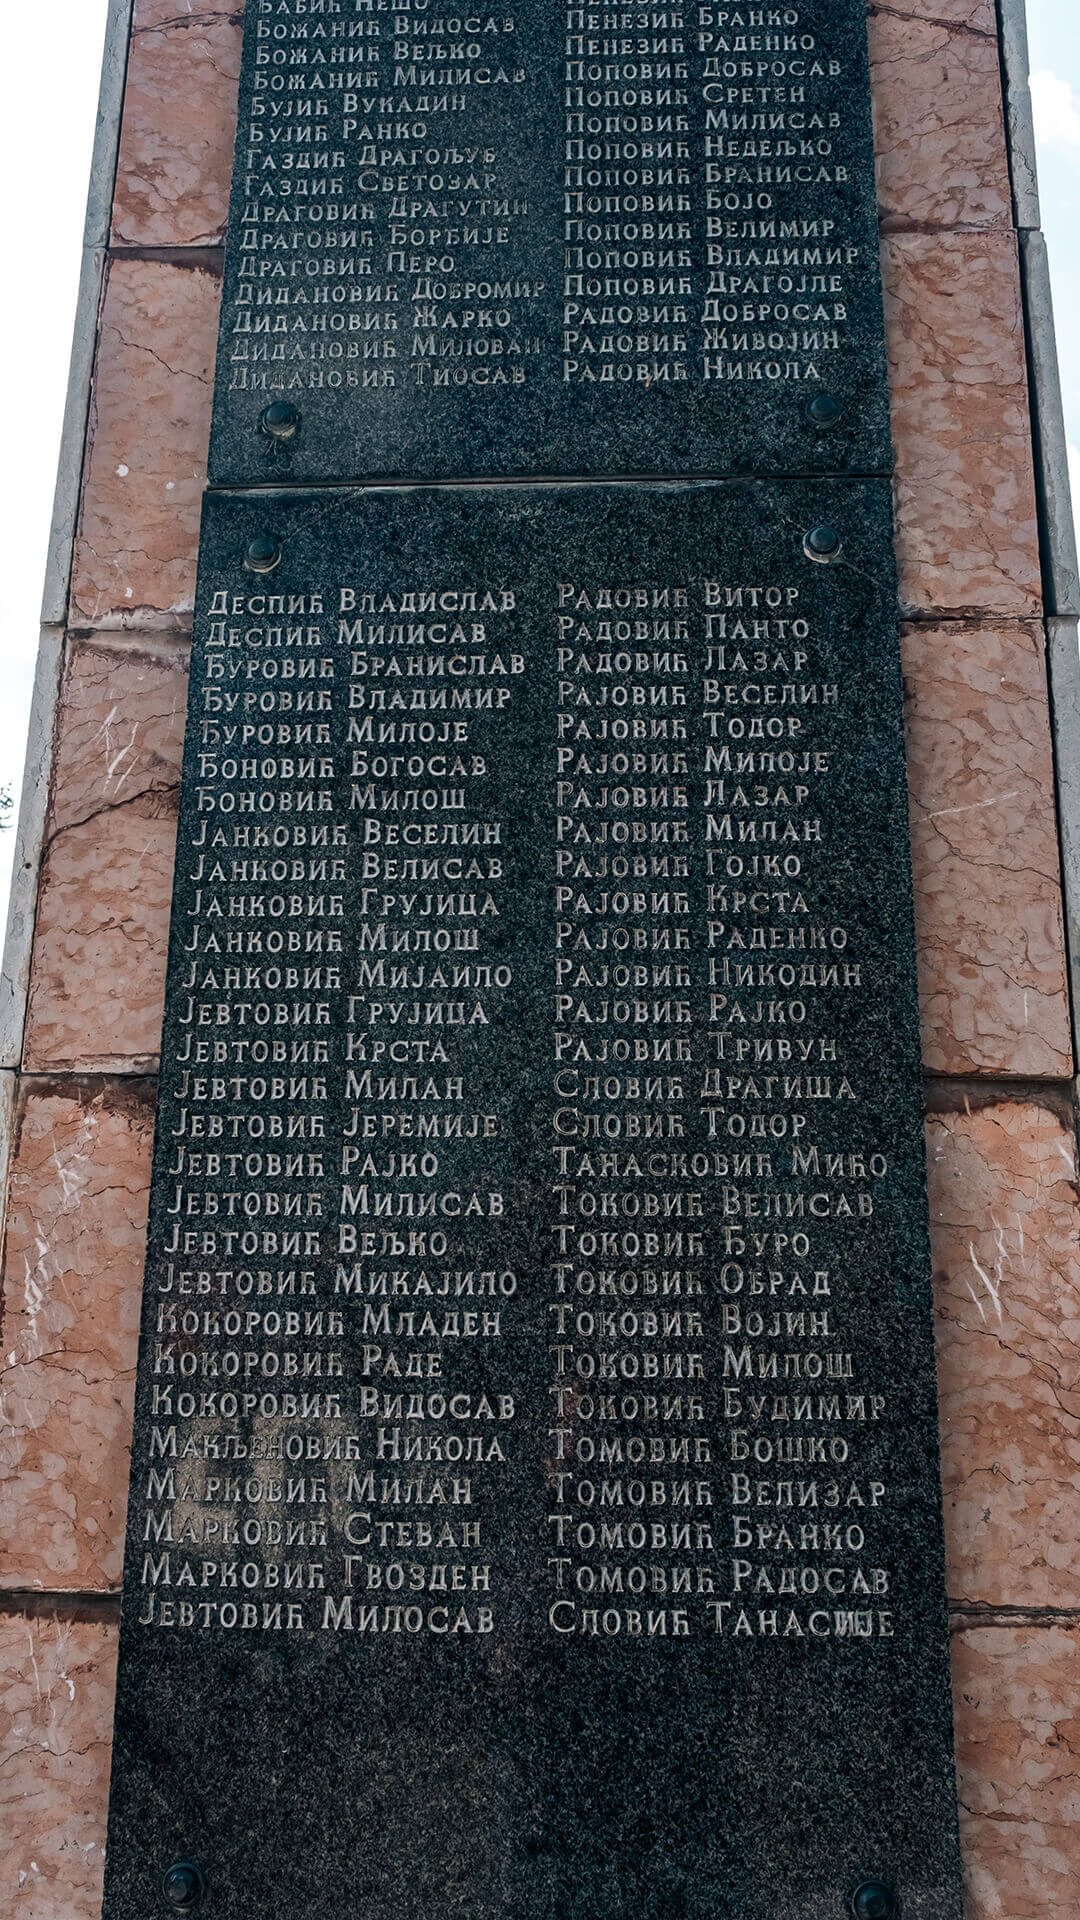 Бабић Нешо
Божанић Видосав
Божанић Вељко
Божанић Милисав
Бујић Вукадин
Бујић Ранко
Газдић Драгољуб
Газдић Светозар
Драговић Драгутин
Драговић Ђорђије
Драговић Перо
Дидановић Добромир
Дидановић Жарко
Дидановић Милован
Дидановић Тиосав
Пенезић Бранко
Пенезић Раденко
Поповић Добросав
Поповић Сретен
Поповић Милисав
Поповић Недељко
Поповић Бранисав
Поповић Бојо
Поповић Велимир
Поповић Владимир
Поповић Драгојле
Радовић Добросав
Радовић Живојин
Радовић Никола
Деспић Владислав
Деспић Милисав
Ђуровић Бранислав
Ђуровић Владимир
Ђуровић Милоје
Ђоновић Богосав
Ђоновић Милош
Јанковић Веселин
Јанковић Велисав
Јанковић Грујица
Јанковић Милош
Јанковић Мијаило
Јевтовић Грујица
Јевтовић Крста
Јевтовић Милан
Јевтовић Јеремије
Јевтовић Рајко
Јевтовић Милисав
Јевтовић Вељко
Јевтовић Микајило
Кокоровић Младен
Кокоровић Раде
Кокоровић Видосав
Макљеновић Никола
Марковић Милан
Марковић Стеван
Марковић Гвозден
Јевтовић Милосав
Радовић Витор
Радовић Панто
Радовић Лазар
Рајовић Веселин
Рајовић Тодор
Рајовић Милоје
Рајовић Лазар
Рајовић Милан
Рајовић Гојко
Рајовић Крста
Рајовић Раденко
Рајовић Никодин
Рајовић Рајко
Рајовић Тривун
Словић Драгиша
Словић Тодор
Танасковић Мићо
Токовић Велисав
Токовић Ђуро
Токовић Обрад
Токовић Војин
Токовић Милош
Токовић Будимир
Томовић Бошко
Томовић Велизар
Томовић Бранко
Томовић Радосав
Словић Танасије